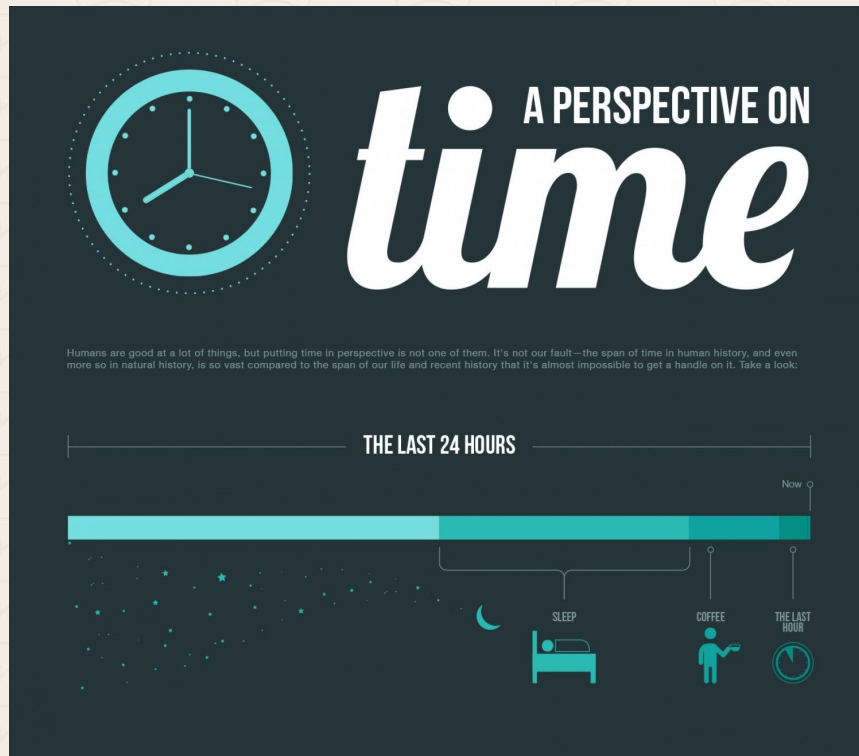 A PERSPECTIVE ON
time
Humans are good at a lot of things, but putting time in perspective is not one of them. It's not our fault—the span of time in human history, and even
more so in natural history, is so vast compared to the span of our life and recent history that it's almost impossible to get a handle on it. Take a look:
THE LAST 24 HOURS
Now
SLEEP
COFFEE
THE LAST
HOUR